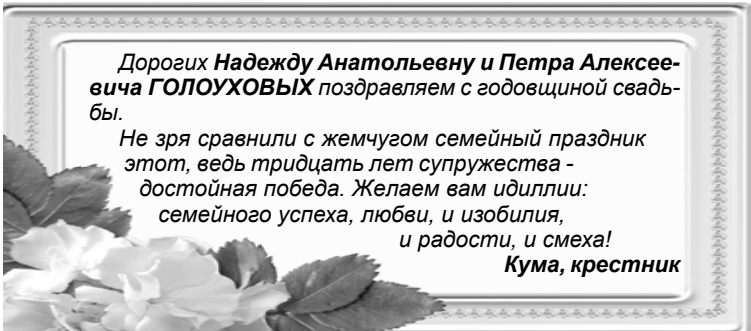 Дорогих Надежду Анатольевну и Петра Алексее-
вича ГОЛОУХОВЫХ поздравляем с годовщиной свадь-
бы.
Не зря сравнили с жемчугом семейный праздник
этот, ведь тридцать лет супружества -
достойная победа. Желаем вам идиллии:
семейного успеха, любви, и изобилия,
и радости, и смеха!
Кума, крестник